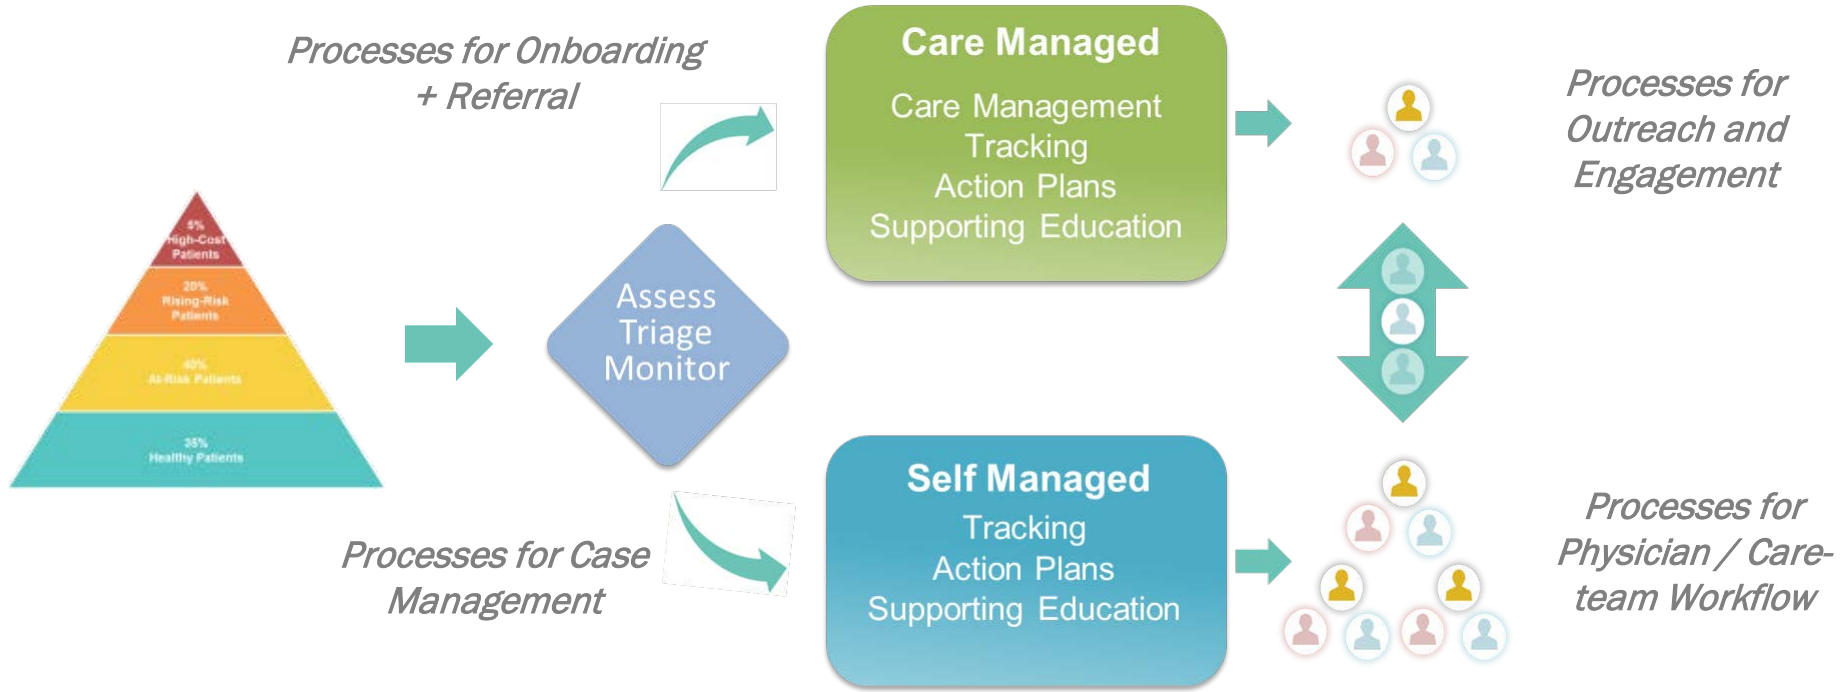 Processes for Onboarding
+ Referral
Care Managed
Care Management
Tracking
Action Plans
Supporting Education
Processes for
Outreach and
Engagement
5%
High-Cost
Patients
20%
Rising-Risk
Patients
40%
At-Risk Patients
35%
Healthy Patients
Assess
Triage
Monitor
Processes for Case
Management
Self Managed
Tracking
Action Plans
Supporting Education
Processes for
Physician / Care-
team Workflow